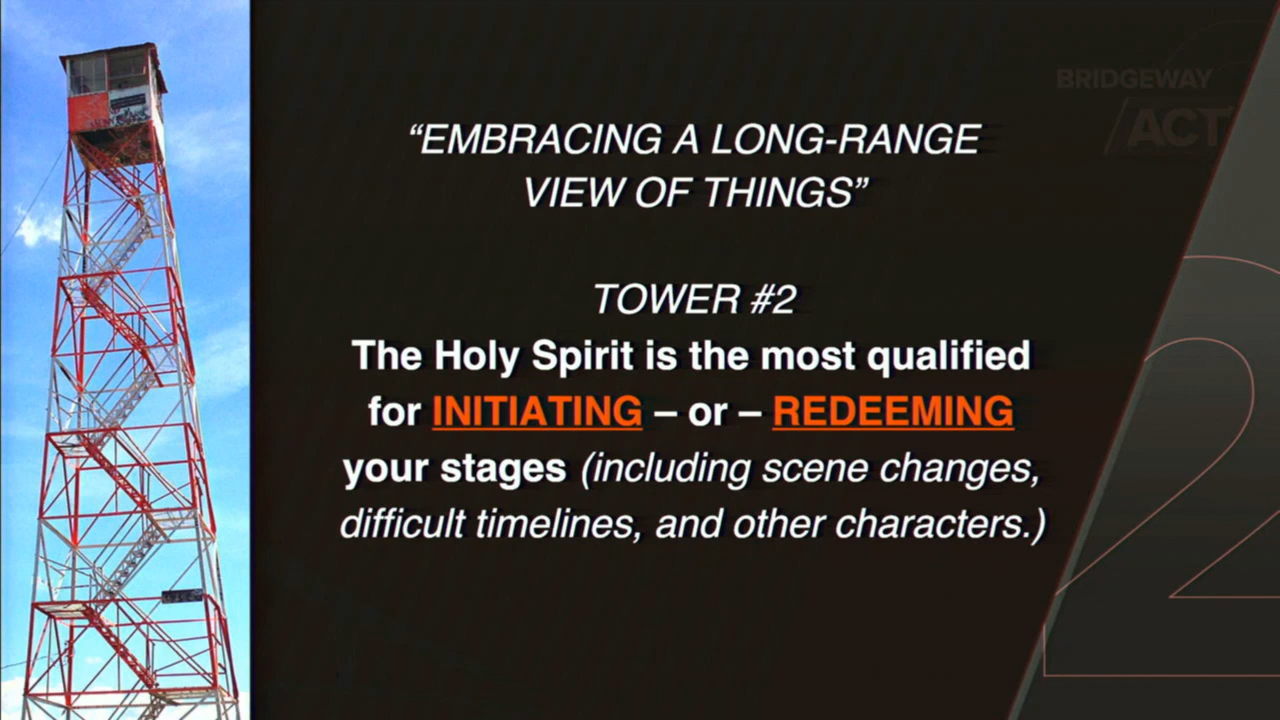 BRIDGEWAY
/ACT
“EMBRACING A LONG-RANGE
VIEW OF THINGS”
TOWER #2
The Holy Spirit is the most qualified
for INITIATING – or – REDEEMING
your stages (including scene changes,
difficult timelines, and other characters.)
2